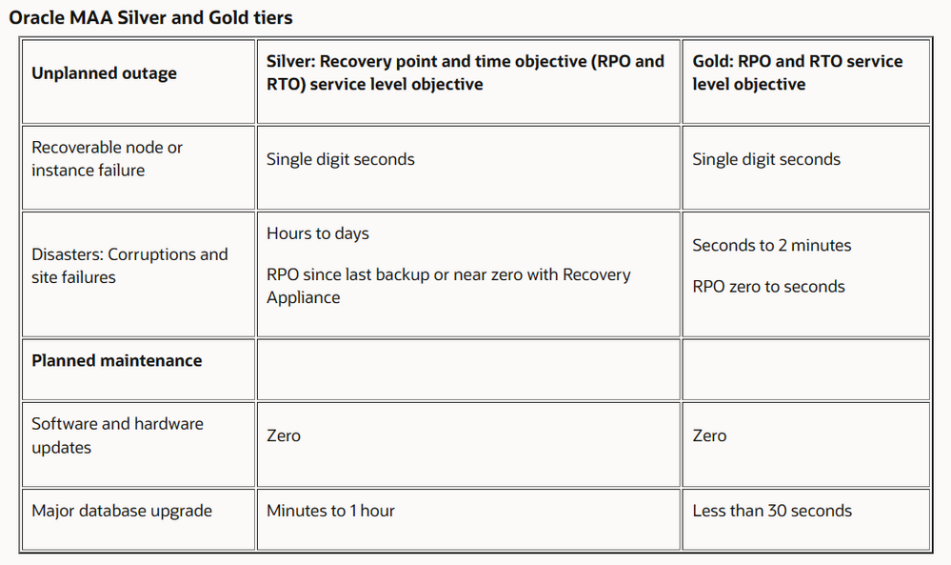 Oracle MAA Silver and Gold tiers
Unplanned outage
Silver: Recovery point and time objective (RPO and
RTO) service level objective
Gold: RPO and RTO service
level objective
Recoverable node or
instance failure
Single digit seconds
Single digit seconds
Disasters: Corruptions and
site failures
Hours to days
RPO since last backup or near zero with Recovery
Appliance
Seconds to 2 minutes
RPO zero to seconds
Planned maintenance
Software and hardware
updates
Zero
Zero
Major database upgrade
Minutes to 1 hour
Less than 30 seconds